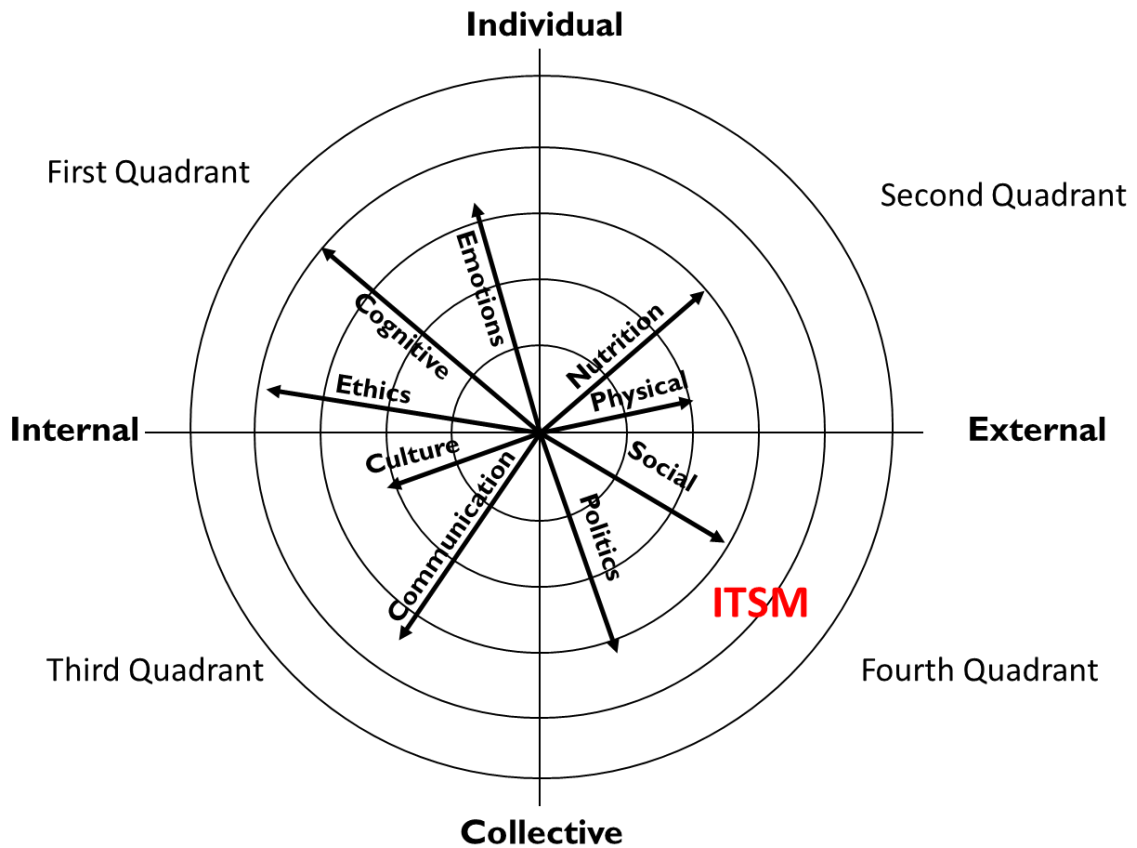 Individual
First Quadrant
Second Quadrant
Emotions
Cognitive
Nutrition
Ethics
Physical
Internal
External
Culture
Social
Communication
Politics
ITSM
Third Quadrant
Fourth Quadrant
Collective